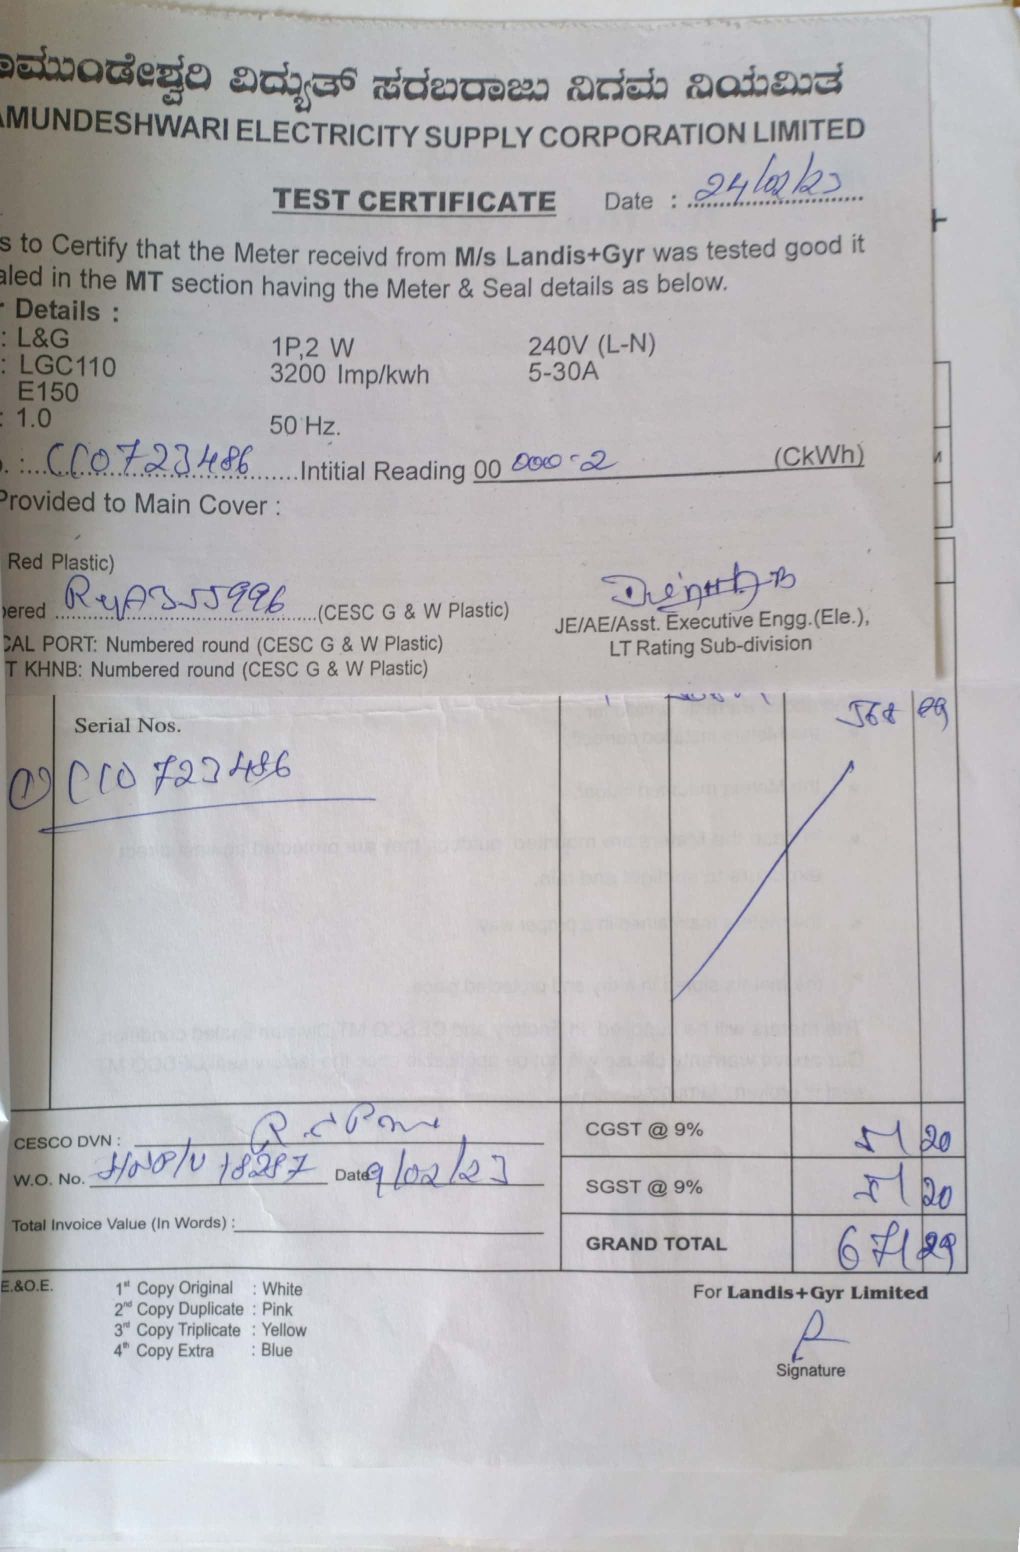 ಾಮುಂಡೇಶ್ವರಿ ವಿದ್ಯುತ್ ಸರಬರಾಜು ನಿಗಮ ನಿಯಮಿತ
AMUNDESHWARI ELECTRICITY SUPPLY CORPORATION LIMITED
TEST CERTIFICATE Date : 24/02/23
s to Certify that the Meter receivd from M/s Landis+Gyr was tested good it
aled in the MT section having the Meter & Seal details as below.
r Details :
: L&G 1P,2 W 240V (L-N)
: LGC110 3200 Imp/kwh 5-30A
E150
: 1.0 50 Hz.
. : CC0723486 Intitial Reading 00 000-2 (CkWh)
Provided to Main Cover :
Red Plastic)
ered (CESC G & W Plastic)
JE/AE/Asst. Executive Engg.(Ele.),
CAL PORT: Numbered round (CESC G & W Plastic) LT Rating Sub-division
T KHNB: Numbered round (CESC G & W Plastic)
Serial Nos. 568 89
1) CC0723486
CESCO DVN : CGST @ 9% 51 20
W.O. No. 18287 Date 9/02/23 SGST @ 9% 51 20
Total Invoice Value (In Words) : GRAND TOTAL 671 29
E.&O.E. 1st Copy Original : White For Landis+Gyr Limited
2nd Copy Duplicate : Pink
3rd Copy Triplicate : Yellow
4th Copy Extra : Blue
Signature